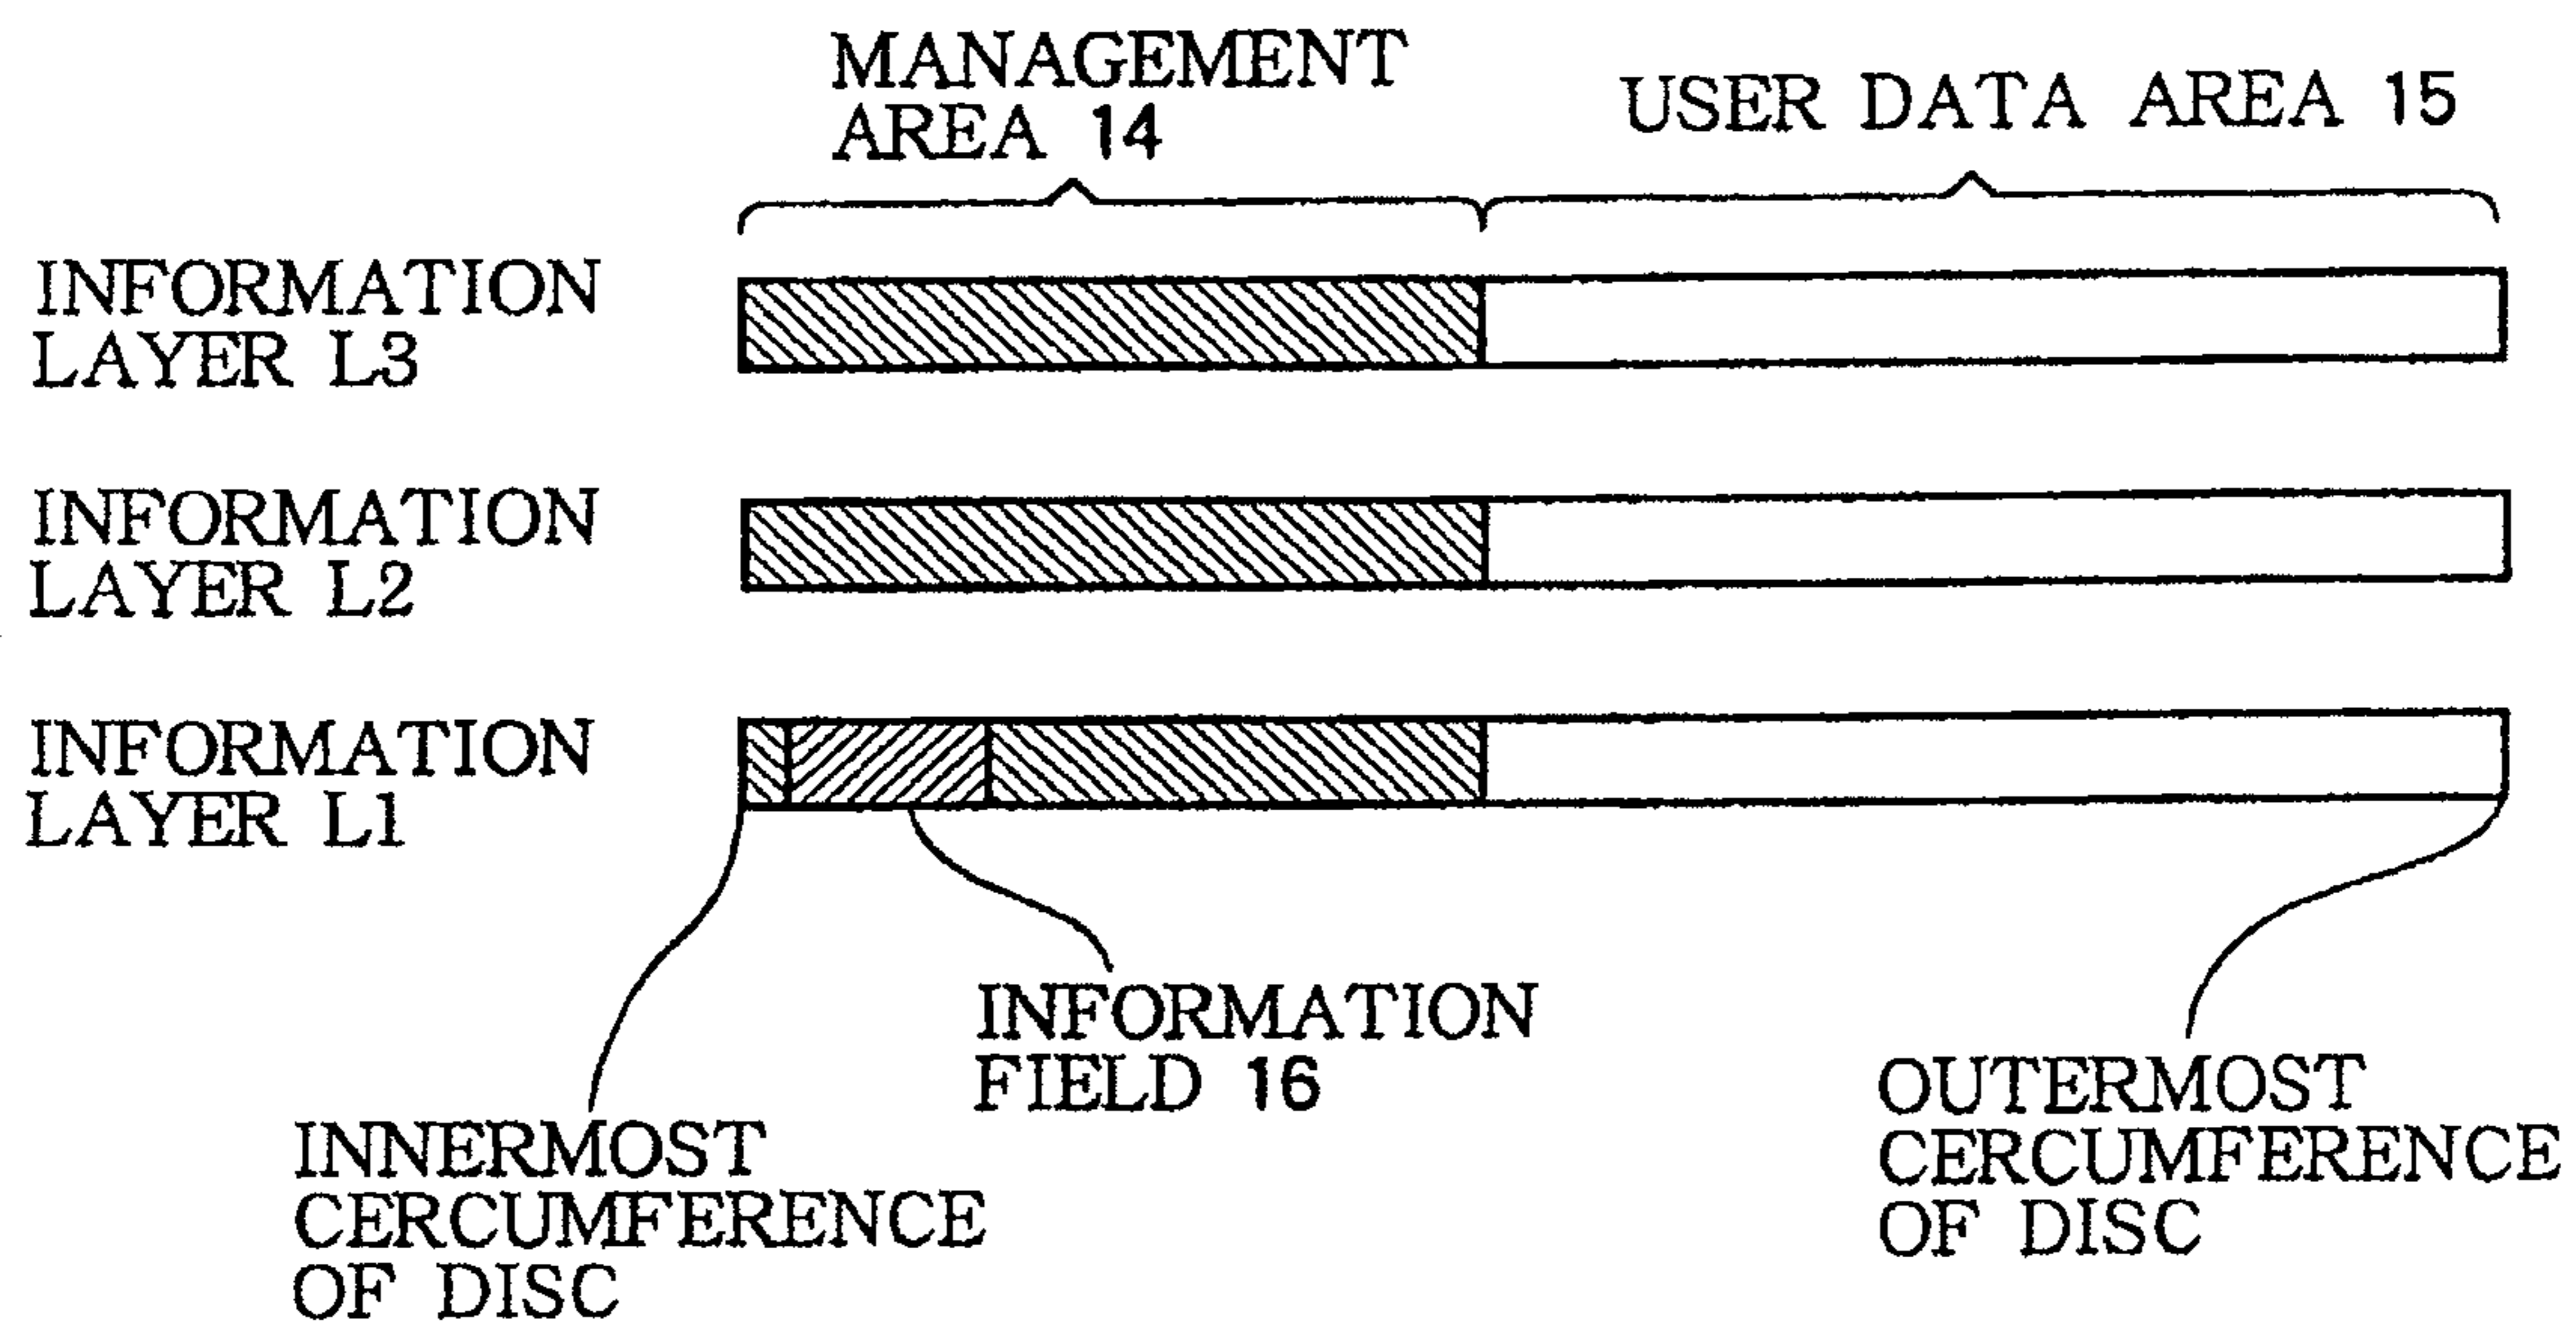 MANAGEMENT
AREA 14
USER DATA AREA 15
INFORMATION
LAYER L3
INFORMATION
LAYER L2
INFORMATION
LAYER L1
INFORMATION
FIELD 16
INNERMOST
CERCUMFERENCE
OF DISC
OUTERMOST
CERCUMFERENCE
OF DISC